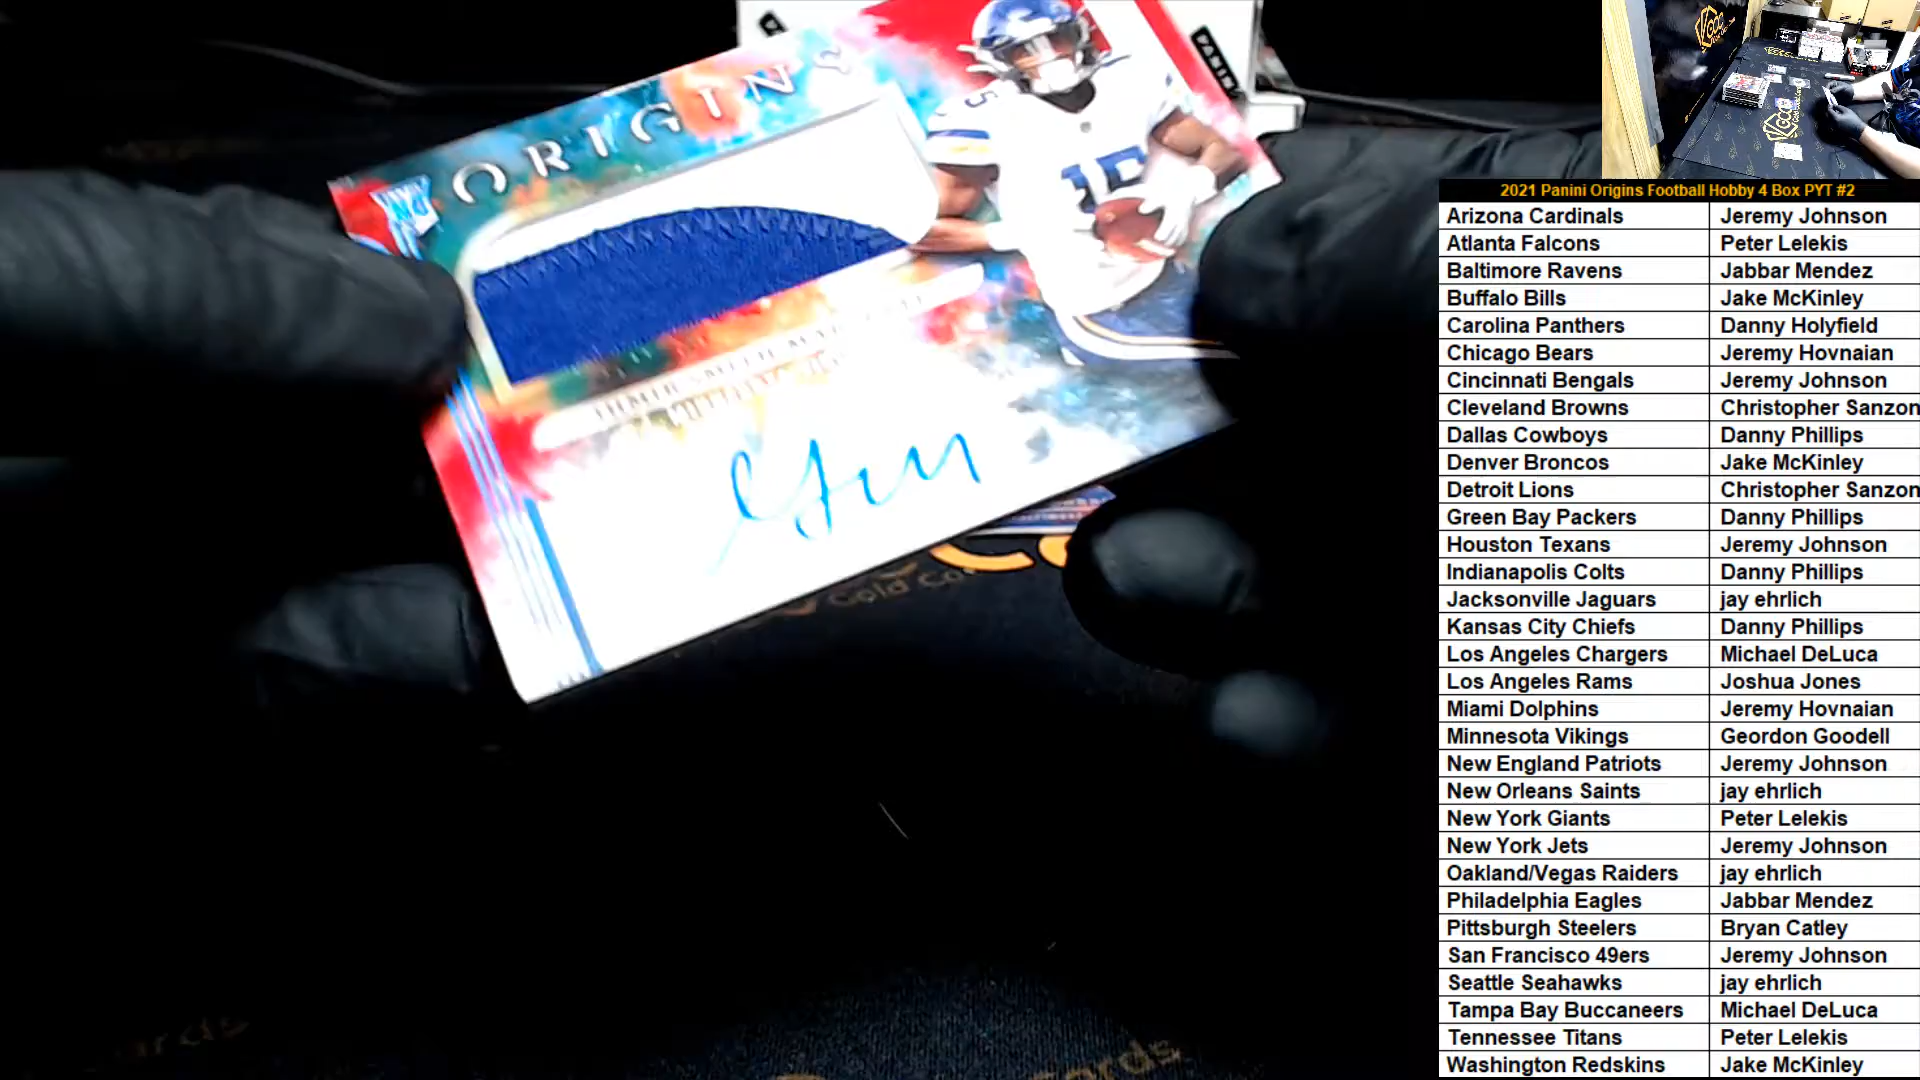 ORIGINS
PANINI
15
Gold Ca
ards
ards
2021 Panini Origins Football Hobby 4 Box PYT #2
Arizona Cardinals Jeremy Johnson
Atlanta Falcons Peter Lelekis
Baltimore Ravens Jabbar Mendez
Buffalo Bills Jake McKinley
Carolina Panthers Danny Holyfield
Chicago Bears Jeremy Hovnaian
Cincinnati Bengals Jeremy Johnson
Cleveland Browns Christopher Sanzon
Dallas Cowboys Danny Phillips
Denver Broncos Jake McKinley
Detroit Lions Christopher Sanzon
Green Bay Packers Danny Phillips
Houston Texans Jeremy Johnson
Indianapolis Colts Danny Phillips
Jacksonville Jaguars jay ehrlich
Kansas City Chiefs Danny Phillips
Los Angeles Chargers Michael DeLuca
Los Angeles Rams Joshua Jones
Miami Dolphins Jeremy Hovnaian
Minnesota Vikings Geordon Goodell
New England Patriots Jeremy Johnson
New Orleans Saints jay ehrlich
New York Giants Peter Lelekis
New York Jets Jeremy Johnson
Oakland/Vegas Raiders jay ehrlich
Philadelphia Eagles Jabbar Mendez
Pittsburgh Steelers Bryan Catley
San Francisco 49ers Jeremy Johnson
Seattle Seahawks jay ehrlich
Tampa Bay Buccaneers Michael DeLuca
Tennessee Titans Peter Lelekis
Washington Redskins Jake McKinley